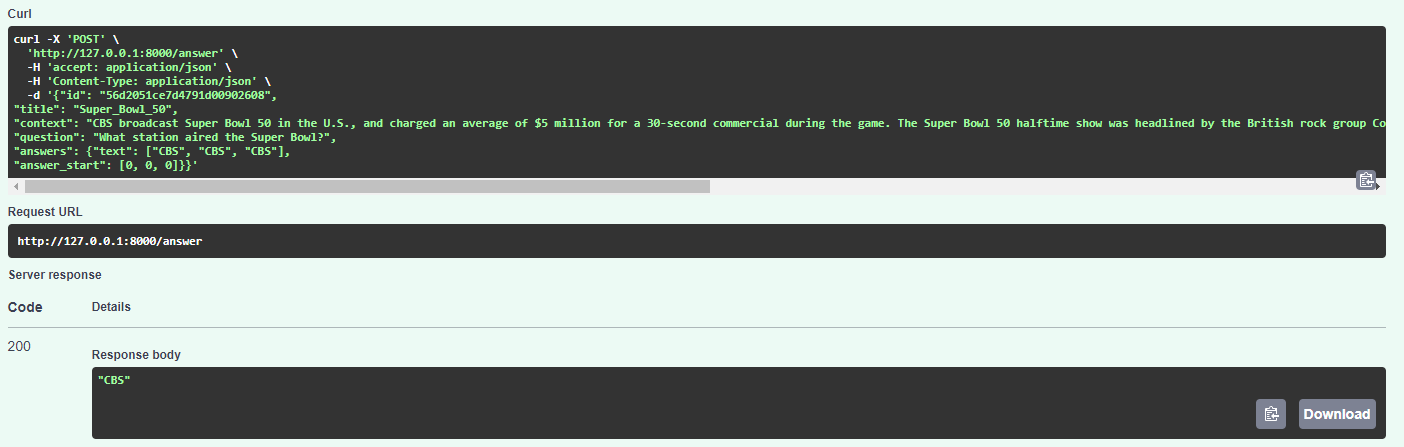 Curl
curl -X 'POST' \
'http://127.0.0.1:8000/answer' \
-H 'accept: application/json' \
-H 'Content-Type: application/json' \
-d '{"id": "56d2051ce7d4791d00902608",
"title": "Super_Bowl_50",
"context": "CBS broadcast Super Bowl 50 in the U.S., and charged an average of $5 million for a 30-second commercial during the game. The Super Bowl 50 halftime show was headlined by the British rock group Co
"question": "What station aired the Super Bowl?",
"answers": {"text": ["CBS", "CBS", "CBS"],
"answer_start": [0, 0, 0]}}'
Request URL
http://127.0.0.1:8000/answer
Server response
Code Details
200
Response body
"CBS"
Download